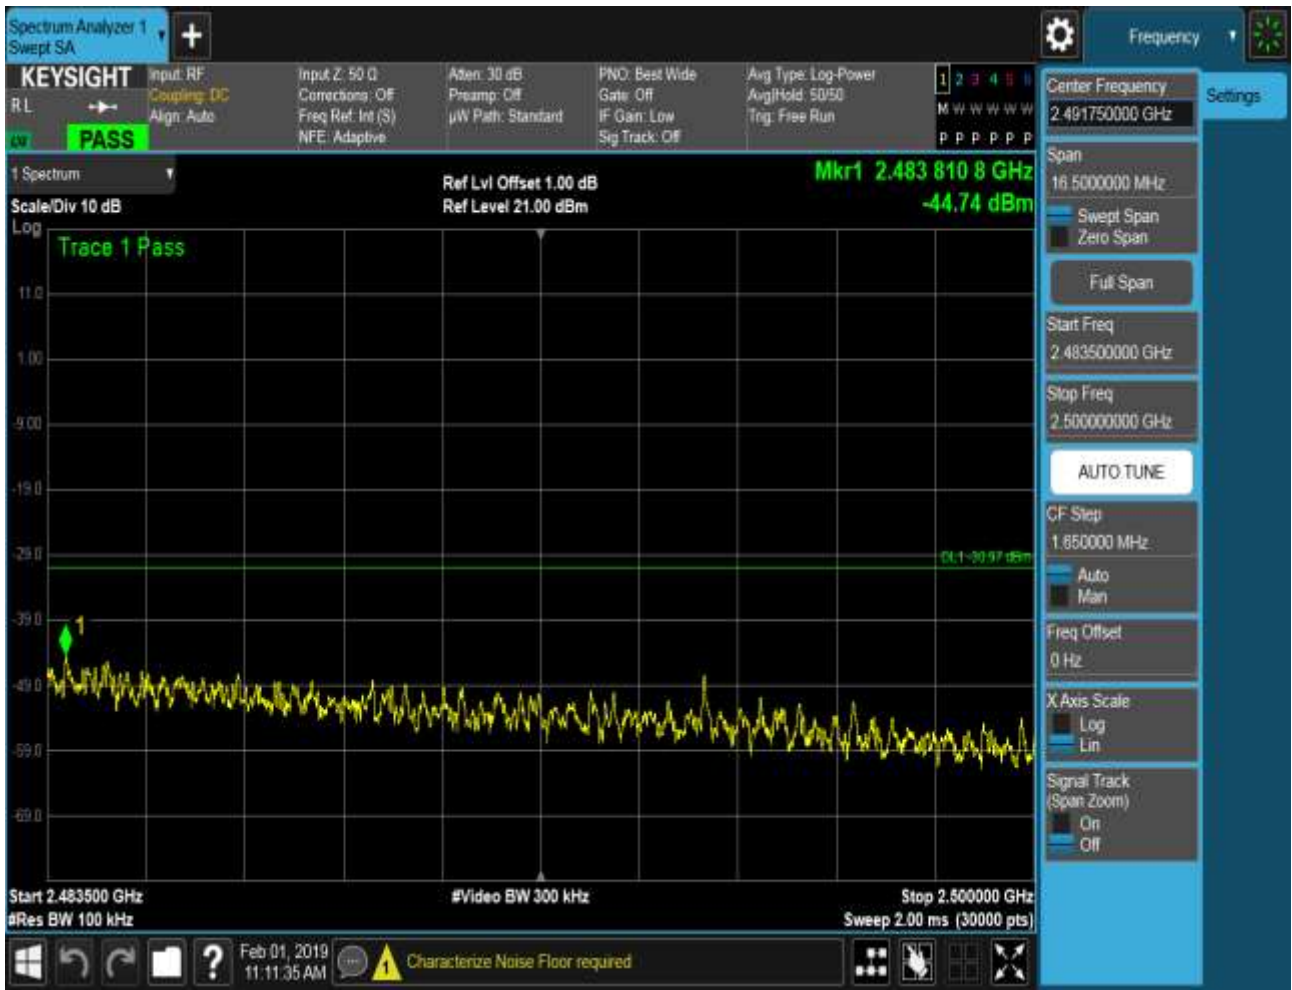 Spectrum Analyzer 1
Swept SA
Frequency
KEYSIGHT
RL
PASS
Input: RF
Coupling: DC
Align: Auto
Input Z: 50 Ω
Corrections: Off
Freq Ref: Int (S)
NFE: Adaptive
Atten: 30 dB
Preamp: Off
µW Path: Standard
PNO: Best Wide
Gate: Off
IF Gain: Low
Sig Track: Off
Avg Type: Log-Power
Avg|Hold: 50/50
Trig: Free Run
1 2 3 4 5 6
M W W W W W
P P P P P P
1 Spectrum
Scale/Div 10 dB
Ref Lvl Offset 1.00 dB
Ref Level 21.00 dBm
Mkr1 2.483 810 8 GHz
-44.74 dBm
Log
Trace 1 Pass
11.0
1.00
-9.00
-19.0
-29.0
-39.0
-49.0
-59.0
-69.0
DL1 -30.97 dBm
1
Start 2.483500 GHz
#Res BW 100 kHz
#Video BW 300 kHz
Stop 2.500000 GHz
Sweep 2.00 ms (30000 pts)
Center Frequency
2.491750000 GHz
Settings
Span
16.5000000 MHz
Swept Span
Zero Span
Full Span
Start Freq
2.483500000 GHz
Stop Freq
2.500000000 GHz
AUTO TUNE
CF Step
1.650000 MHz
Auto
Man
Freq Offset
0 Hz
X Axis Scale
Log
Lin
Signal Track
(Span Zoom)
On
Off
?
Feb 01, 2019
11:11:35 AM
1
Characterize Noise Floor required